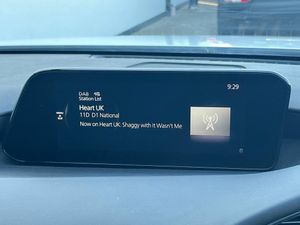 9:29
DAB
Station List
Heart UK
11D D1 National
Now on Heart UK: Shaggy with it Wasn't Me